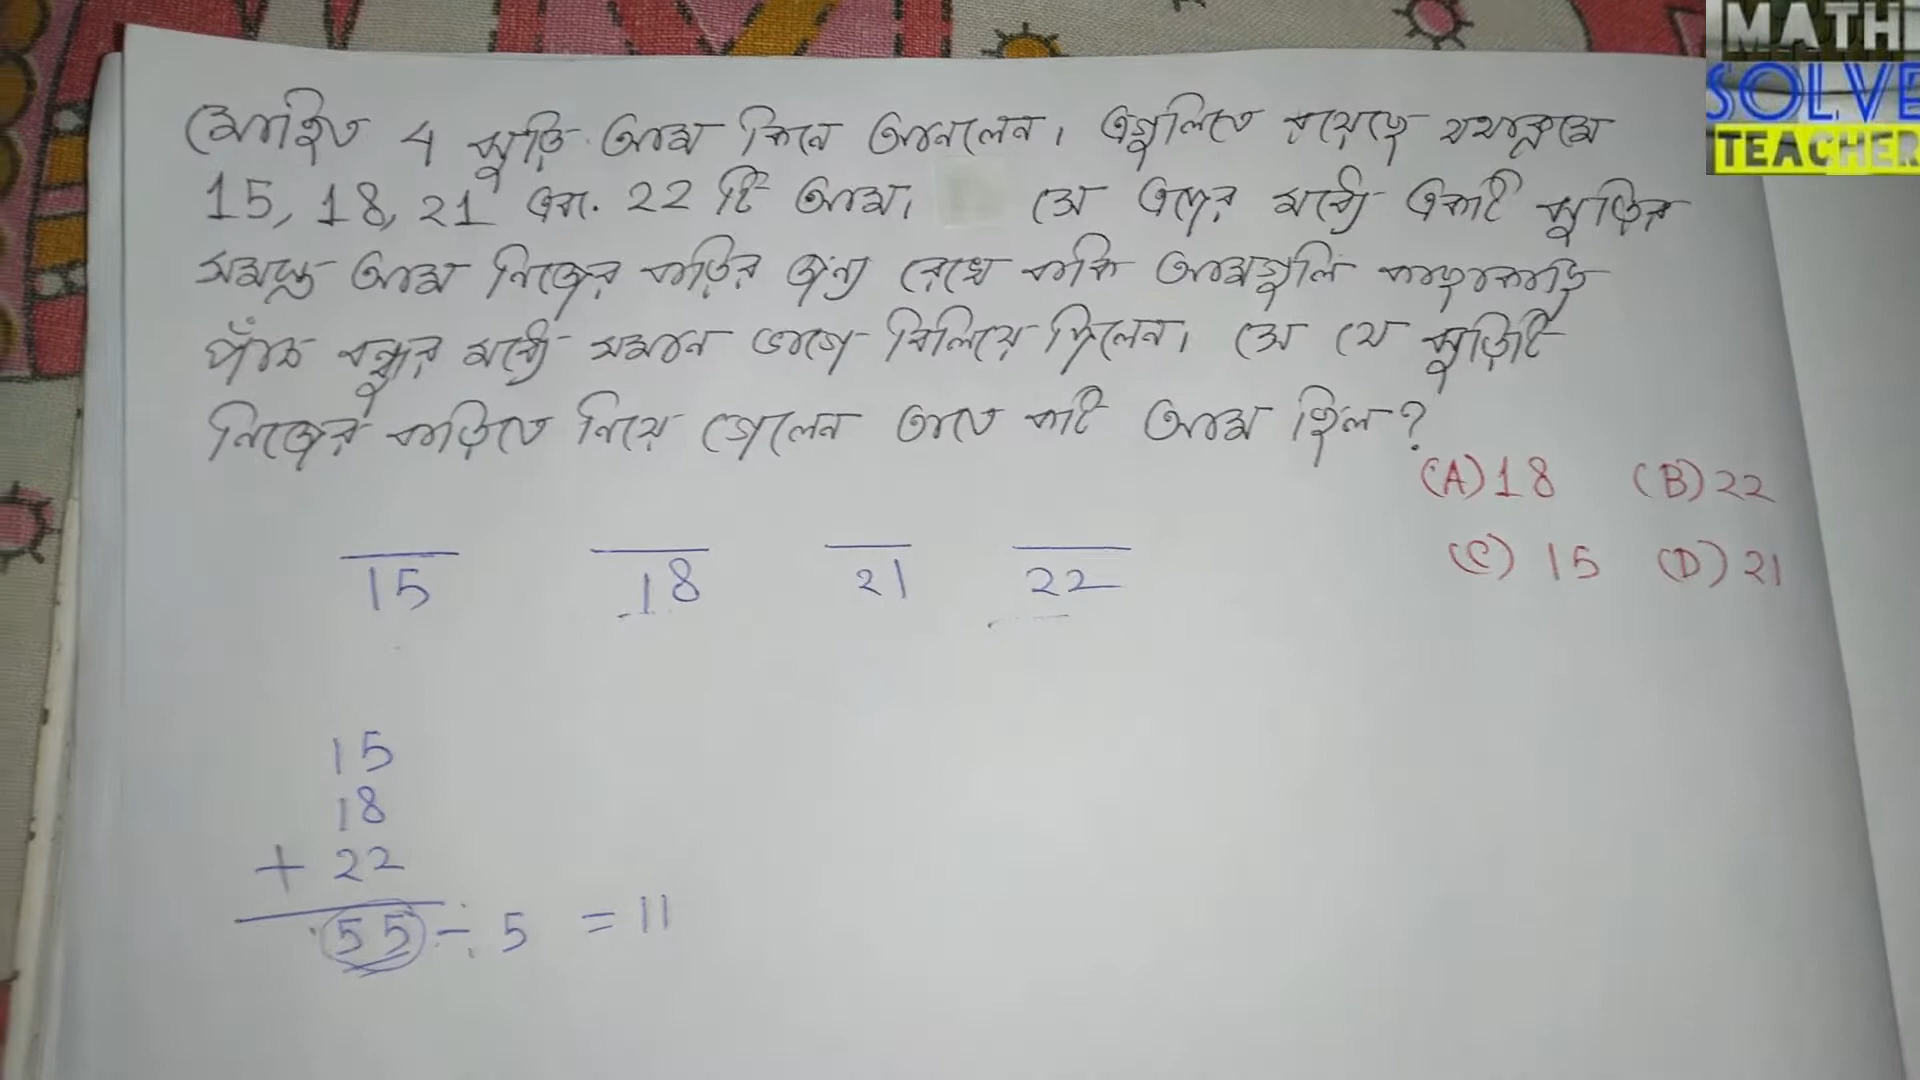 মোহিত 4 ঝুড়ি আম কিনে আনলেন। এগুলিতে রয়েছে যথাক্রমে
15, 18, 21 এবং 22 টি আম। সে এদের মধ্যে একটি ঝুড়ির
সমস্ত আম নিজের বাড়ির জন্য রেখে বাকি আমগুলি বাড়াবাড়ি
পাঁচ বন্ধুর মধ্যে সমান ভাগে বিলিয়ে দিলেন। সে যে ঝুড়িটি
নিজের বাড়িতে নিয়ে গেলেন তাতে কটি আম ছিল?
(A) 18 (B) 22
(C) 15 (D) 21
15 18 21 22
15
18
+ 22
55 ÷ 5 = 11
MATH
SOLVE
TEACHER